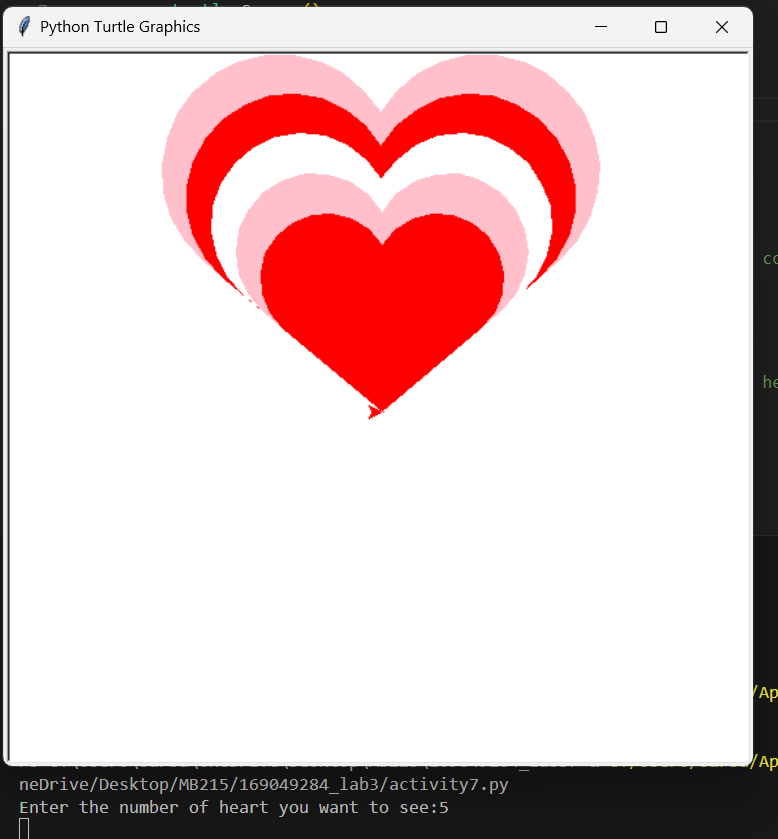 Python Turtle Graphics
co
he
/Ap
/Ap
neDrive/Desktop/MB215/169049284_lab3/activity7.py
Enter the number of heart you want to see:5